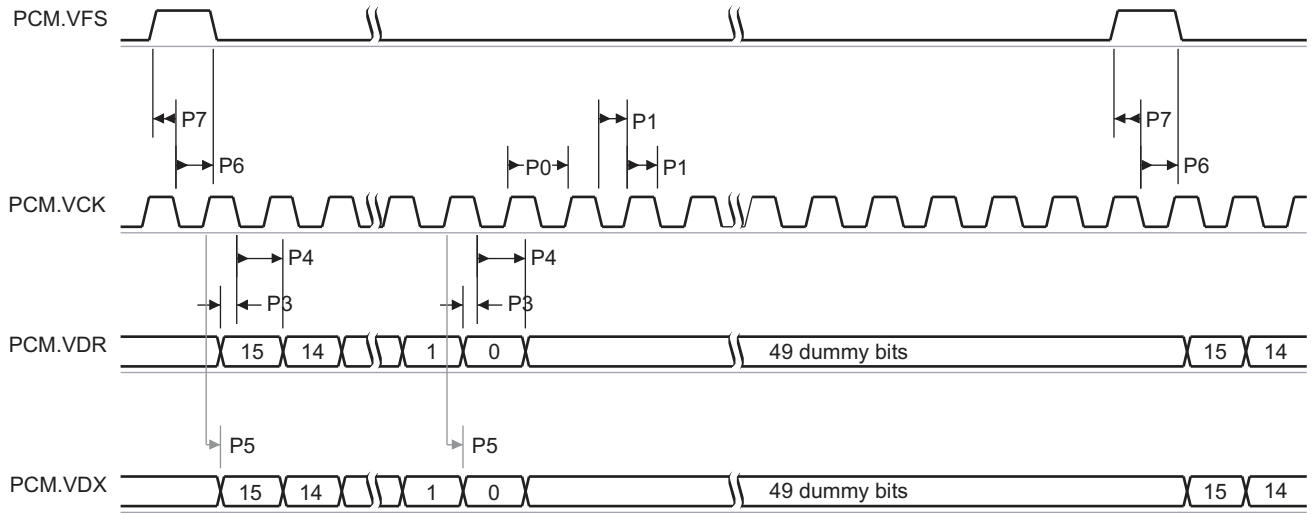 PCM.VFS
P7
P1
P7
P6
P0
P1
P6
PCM.VCK
P4
P4
P3
P3
PCM.VDR
15
14
1
0
49 dummy bits
15
14
P5
P5
PCM.VDX
15
14
1
0
49 dummy bits
15
14